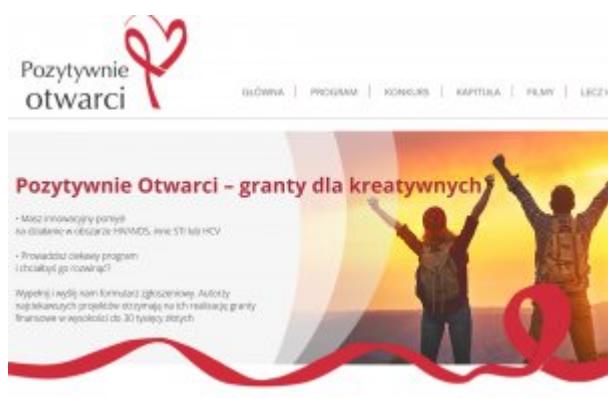 Pozytywnie
otwarci
GŁÓWNA | PROGRAM | KONKURS | KAPITUŁA | FILMY |
Pozytywnie Otwarci – granty dla kreatywnych
• Masz innowacyjny pomysł
na działanie w obszarze HIV/AIDS, inne STI lub HCV
• Prowadzisz ciekawy program
i chciałbyś go rozwinąć?
Wypełnij i wyślij nam formularz zgłoszeniowy. Autorzy
najciekawszych projektów otrzymają na ich realizację granty
finansowe w wysokości do 30 tysięcy złotych